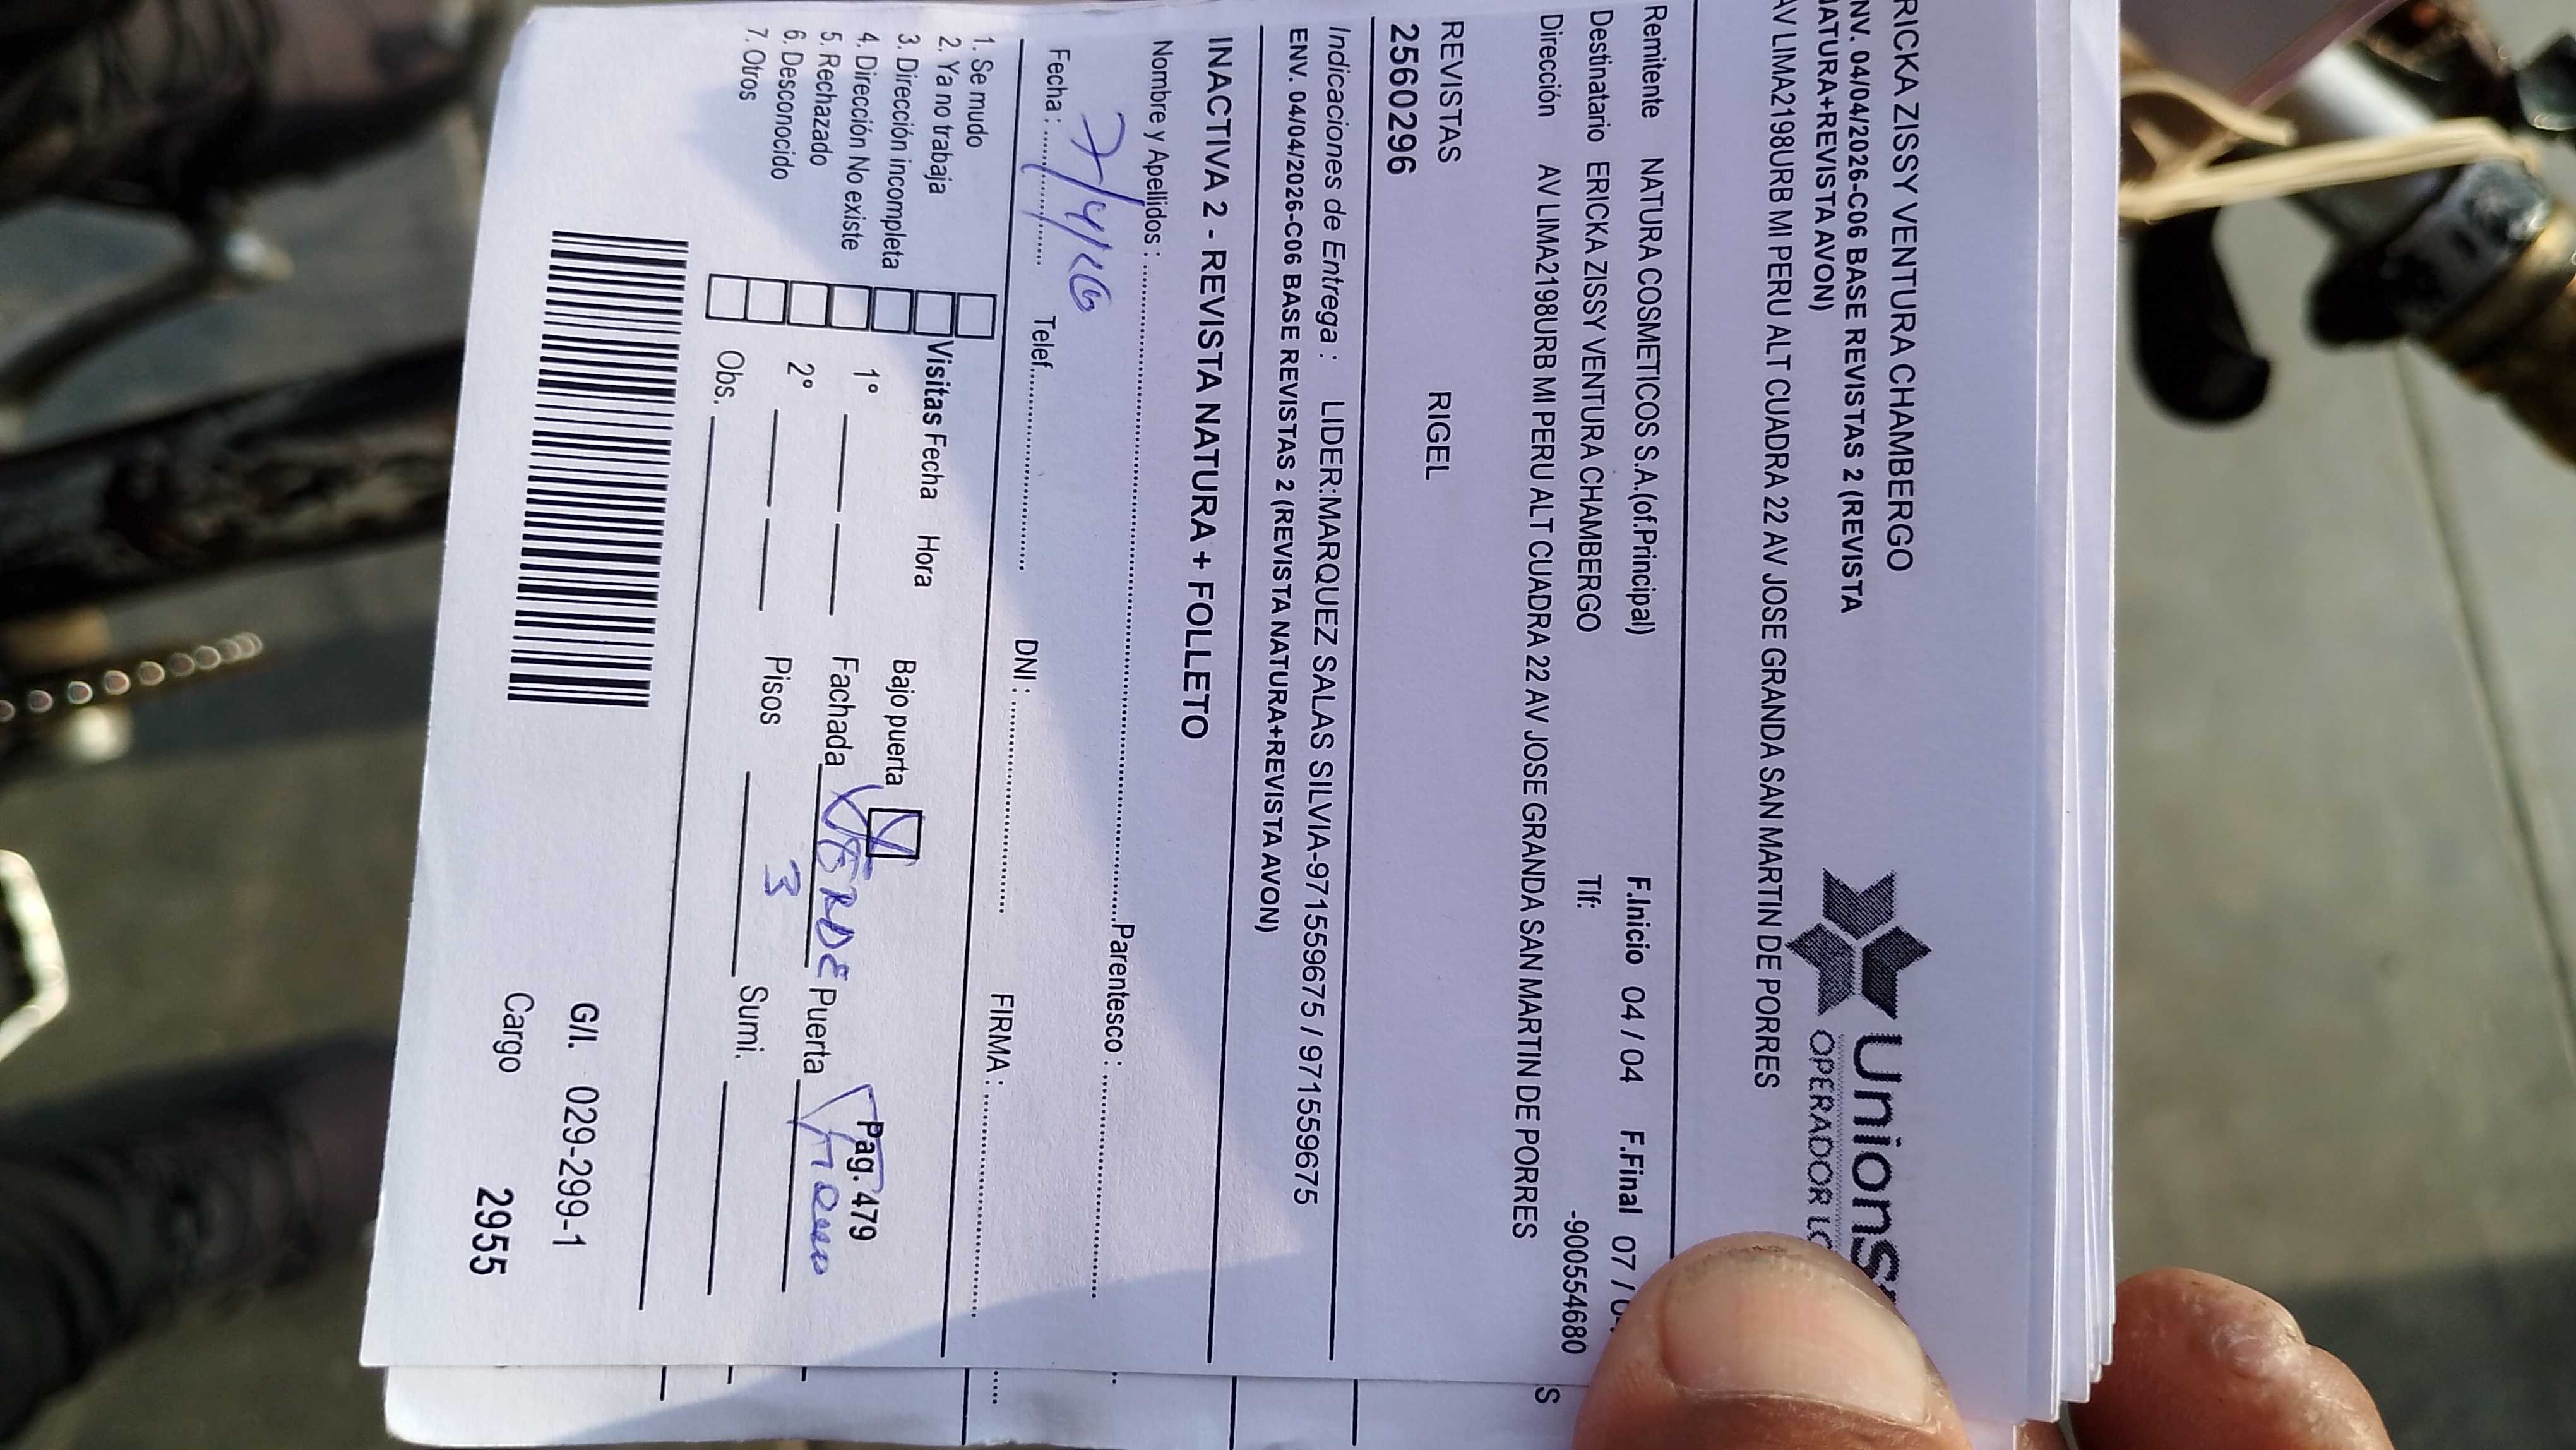 RICKA ZISSY VENTURA CHAMBERGO
NV. 04/04/2026-C06 BASE REVISTAS 2 (REVISTA
NATURA+REVISTA AVON)
AV LIMA2198URB MI PERU ALT CUADRA 22 AV JOSE GRANDA SAN MARTIN DE PORRES
UnionS
OPERADOR LO
Remitente NATURA COSMETICOS S.A.(of.Principal) F.Inicio 04 / 04 F.Final 07 /
Destinatario ERICKA ZISSY VENTURA CHAMBERGO Tlf: -900554680
Dirección AV LIMA2198URB MI PERU ALT CUADRA 22 AV JOSE GRANDA SAN MARTIN DE PORRES
REVISTAS RIGEL
2560296
Indicaciones de Entrega : LIDER:MARQUEZ SALAS SILVIA-971559675 / 971559675
ENV. 04/04/2026-C06 BASE REVISTAS 2 (REVISTA NATURA+REVISTA AVON)
INACTIVA 2 - REVISTA NATURA + FOLLETO
Nombre y Apellidos : Parentesco :
Fecha : 7/4/ Telef. DNI : FIRMA :
1. Se mudo
2. Ya no trabaja
3. Dirección incompleta
4. Dirección No existe
5. Rechazado
6. Desconocido
7. Otros
Visitas Fecha Hora
1°
2°
Obs.
Bajo puerta
Pag. 479
Fachada VERDE Puerta
Pisos 3 Sumi.
G/I. 029-299-1
Cargo 2955